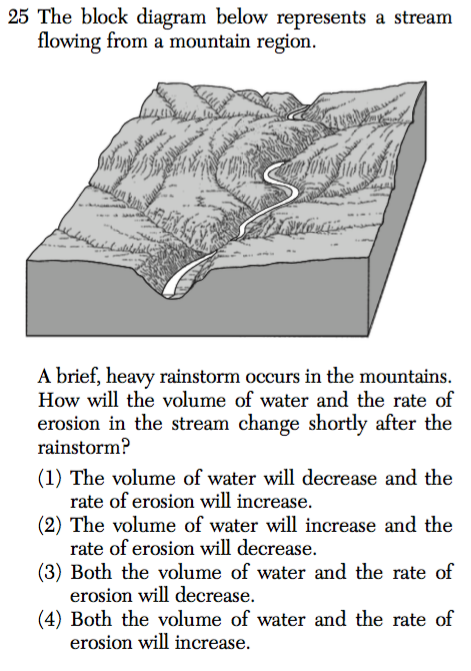 25 The block diagram below represents a stream
flowing from a mountain region.
A brief, heavy rainstorm occurs in the mountains.
How will the volume of water and the rate of
erosion in the stream change shortly after the
rainstorm?
(1) The volume of water will decrease and the
rate of erosion will increase.
(2) The volume of water will increase and the
rate of erosion will decrease.
(3) Both the volume of water and the rate of
erosion will decrease.
(4) Both the volume of water and the rate of
erosion will increase.